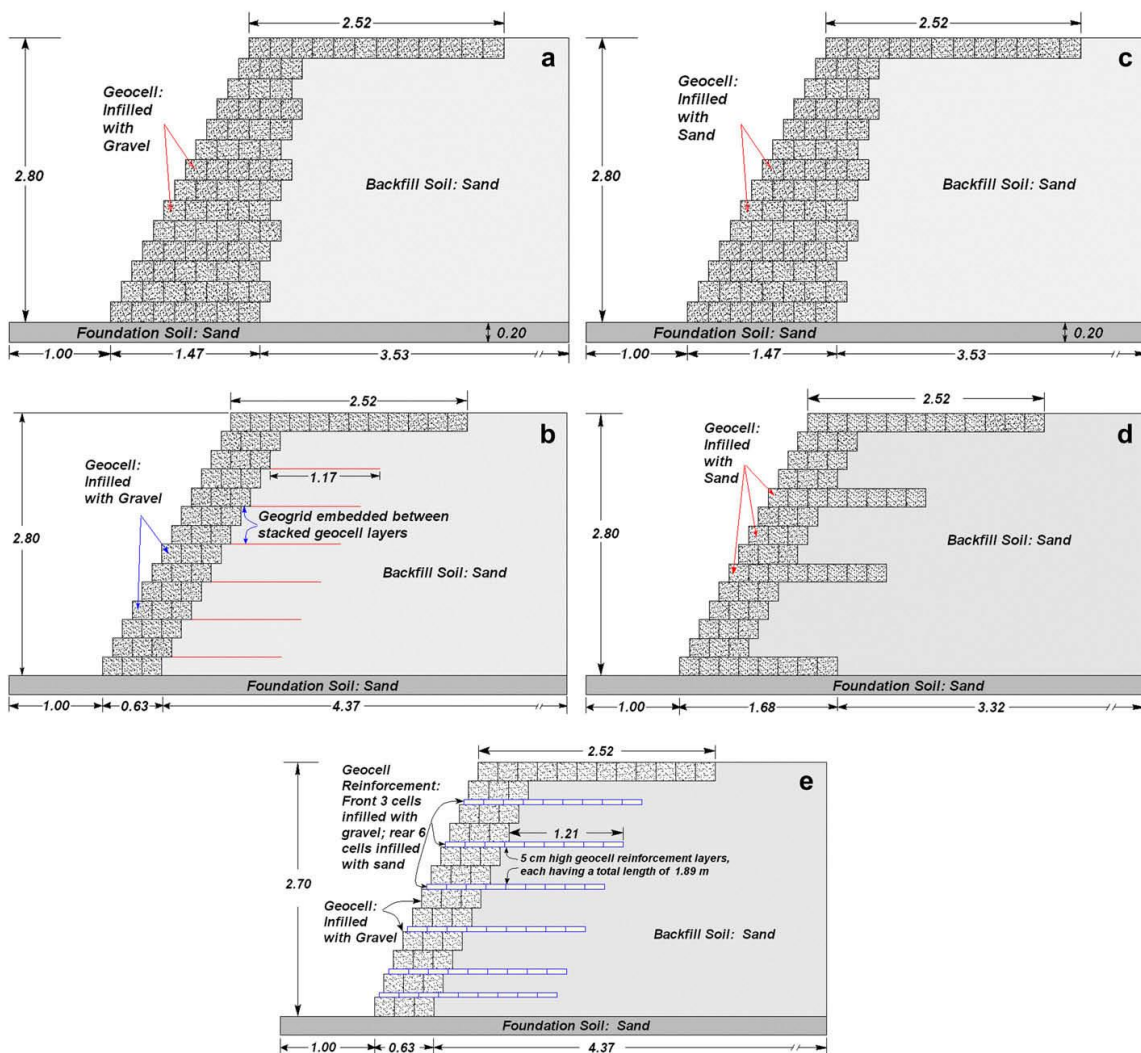 2.52
a
Geocell:
Infilled
with
Gravel
2.80
Backfill Soil: Sand
Foundation Soil: Sand
0.20
1.00
1.47
3.53
2.52
c
Geocell:
Infilled
with
Sand
2.80
Backfill Soil: Sand
Foundation Soil: Sand
0.20
1.00
1.47
3.53
2.52
b
Geocell:
Infilled
with Gravel
1.17
Geogrid embedded between
stacked geocell layers
2.80
Backfill Soil: Sand
Foundation Soil: Sand
1.00
0.63
4.37
2.52
d
Geocell:
Infilled
with
Sand
2.80
Backfill Soil: Sand
Foundation Soil: Sand
1.00
1.68
3.32
2.52
e
Geocell
Reinforcement:
Front 3 cells
infilled with
gravel; rear 6
cells infilled
with sand
1.21
5 cm high geocell reinforcement layers,
each having a total length of 1.89 m
2.70
Geocell:
Infilled
with Gravel
Backfill Soil: Sand
Foundation Soil: Sand
1.00
0.63
4.37